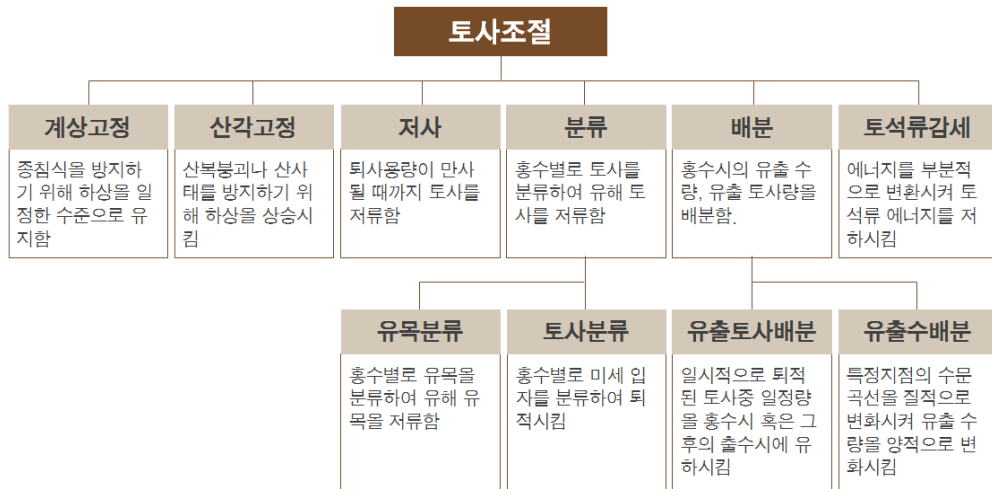 토사조절
계상고정
종침식을 방지하
기 위해 하상을 일
정한 수준으로 유
지함
산각고정
산복붕괴나 산사
태를 방지하기 위
해 하상을 상승시
킴
저사
퇴사용량이 만사
될 때까지 토사를
저류함
분류
홍수별로 토사를
분류하여 유해 토
사를 저류함
배분
홍수시의 유출 수
량, 유출 토사량을
배분함.
토석류감세
에너지를 부분적
으로 변환시켜 토
석류 에너지를 저
하시킴
유목분류
홍수별로 유목을
분류하여 유해 유
목을 저류함
토사분류
홍수별로 미세 입
자를 분류하여 퇴
적시킴
유출토사배분
일시적으로 퇴적
된 토사중 일정량
을 홍수시 혹은 그
후의 출수시에 유
하시킴
유출수배분
특정지점의 수문
곡선을 질적으로
변화시켜 유출 수
량을 양적으로 변
화시킴